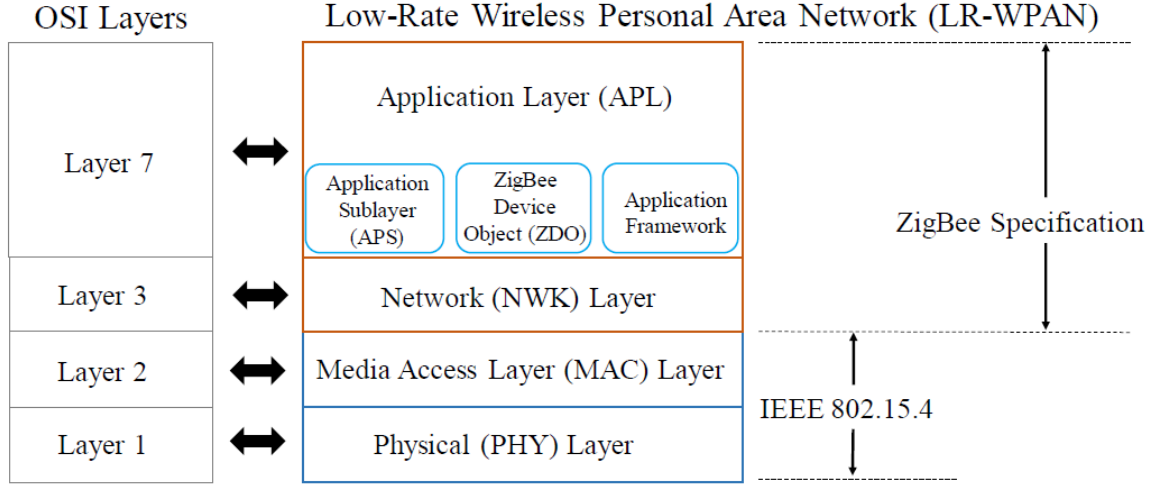 OSI Layers
Low-Rate Wireless Personal Area Network (LR-WPAN)
Layer 7
Application Layer (APL)
Application
Sublayer
(APS)
ZigBee
Device
Object (ZDO)
Application
Framework
ZigBee Specification
Layer 3
Network (NWK) Layer
Layer 2
Media Access Layer (MAC) Layer
IEEE 802.15.4
Layer 1
Physical (PHY) Layer